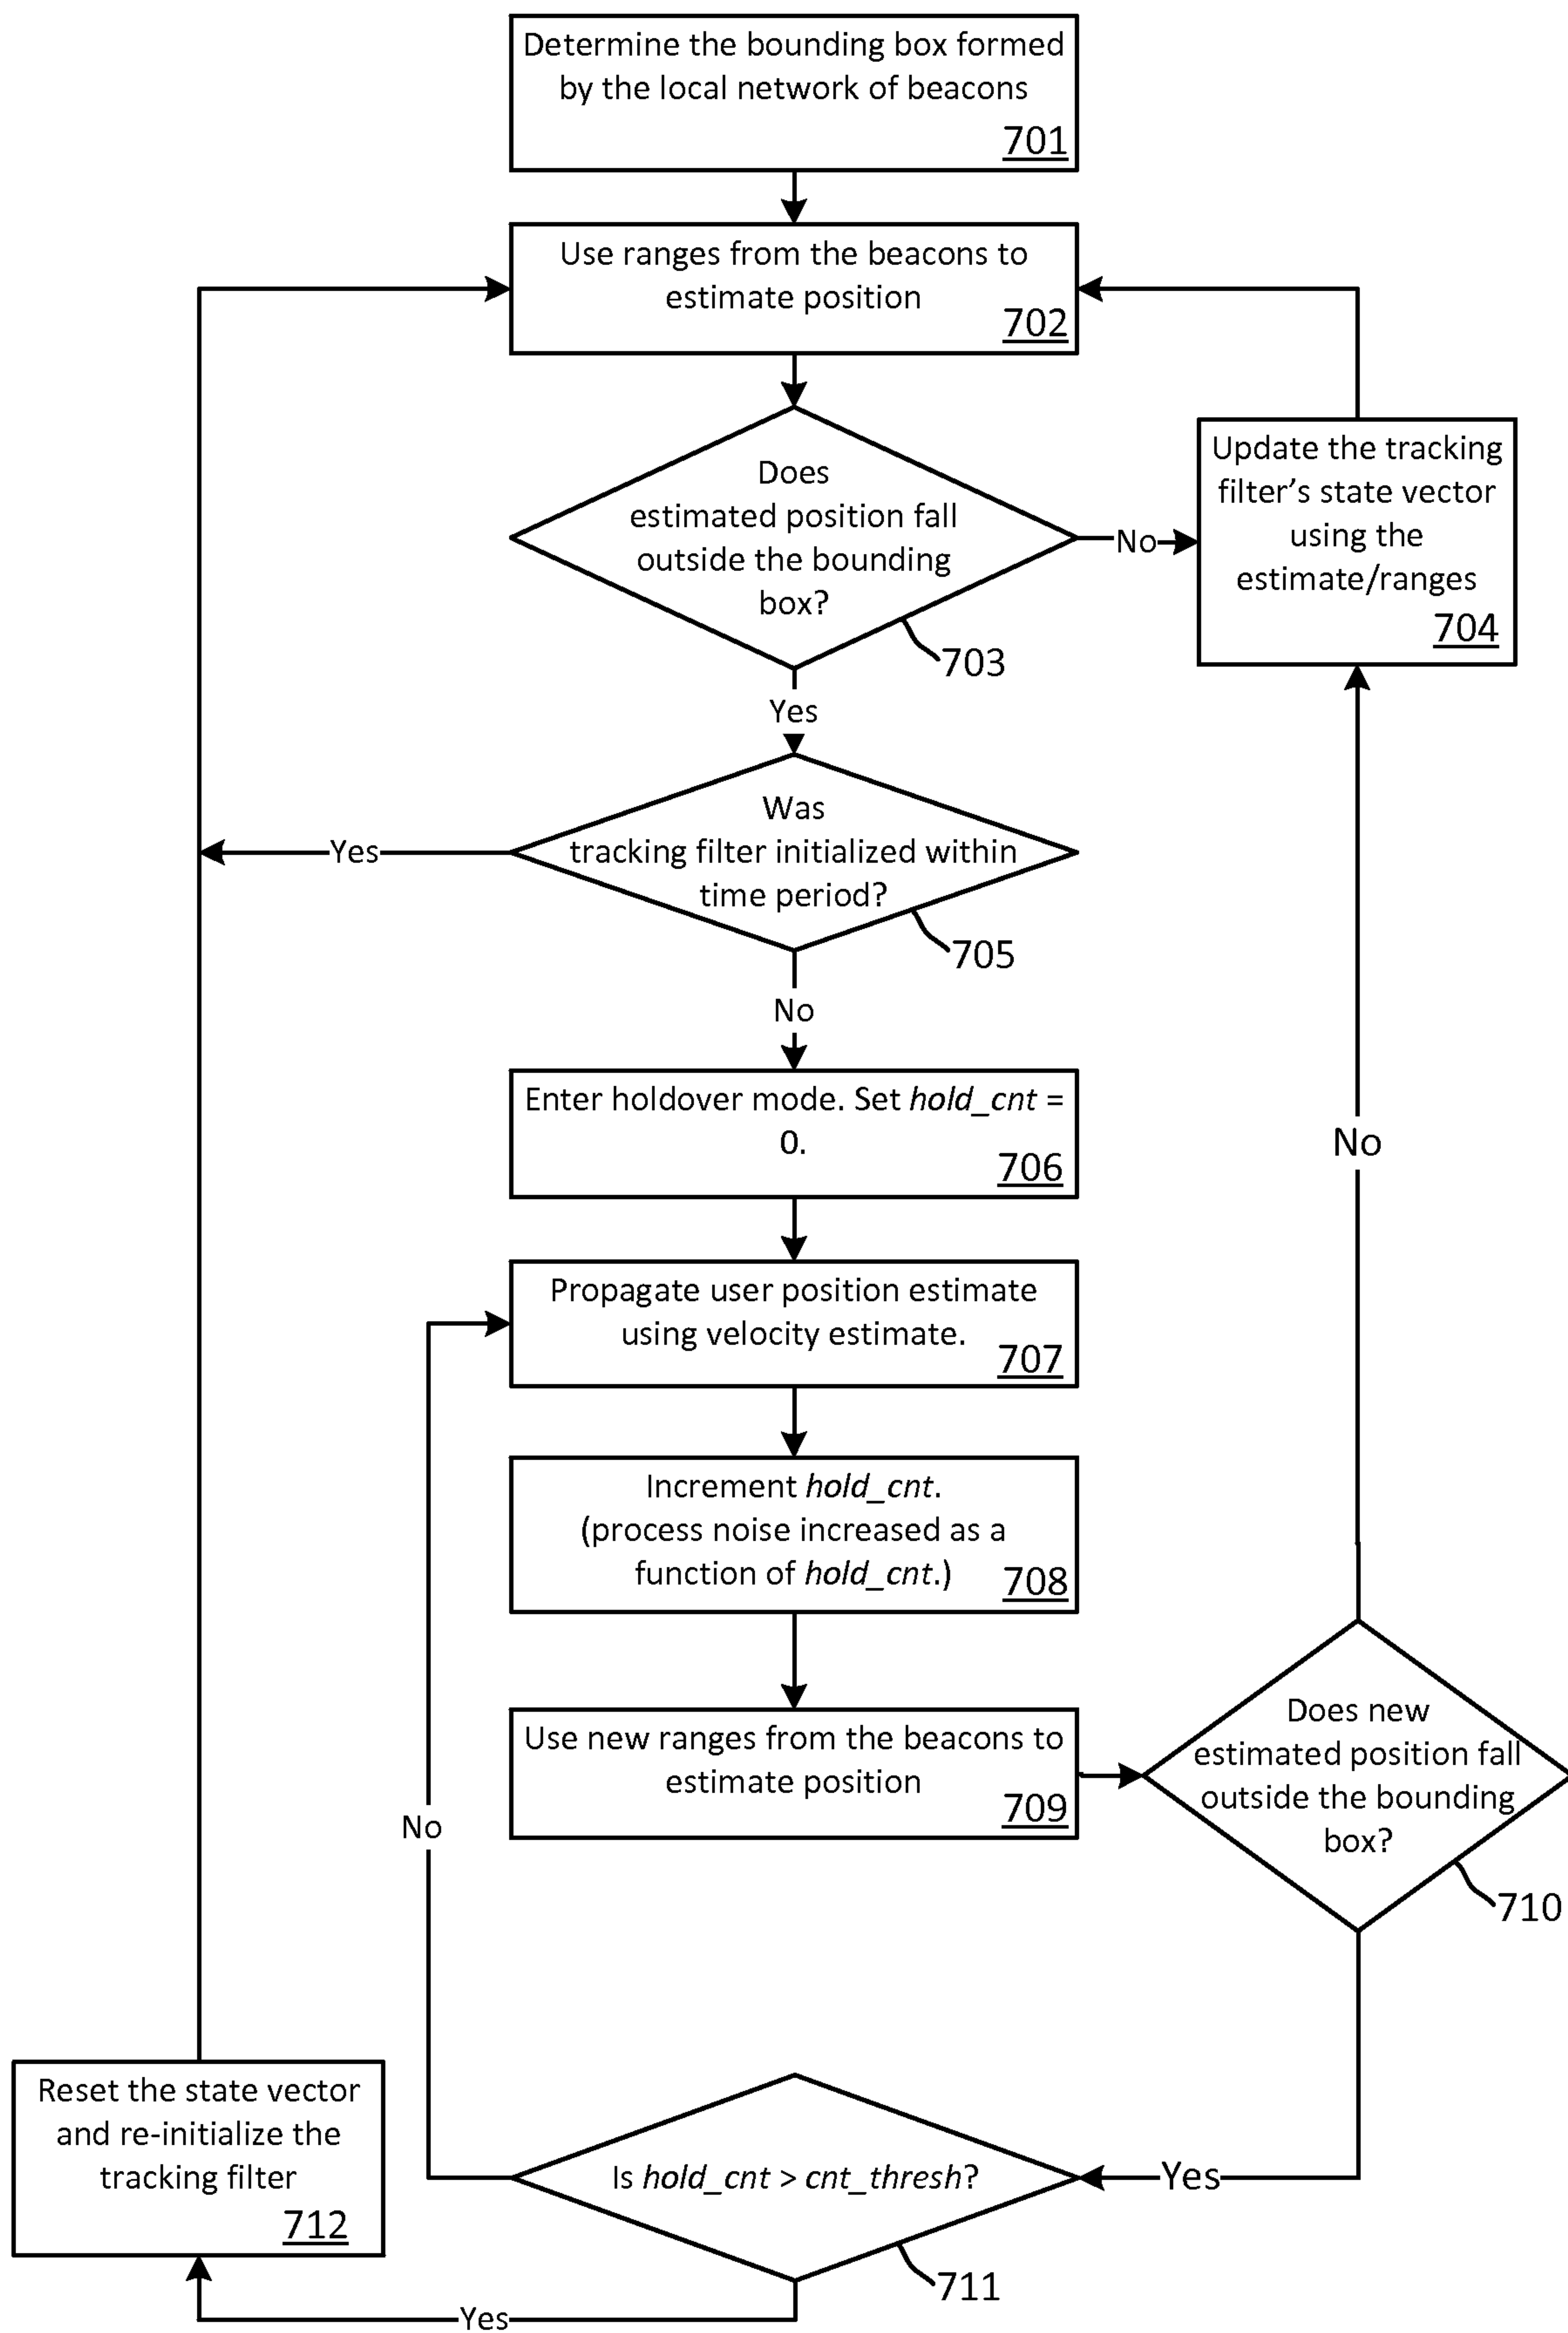 Determine the bounding box formed
by the local network of beacons
701
Use ranges from the beacons to
estimate position
702
Does
estimated position fall
outside the bounding
box?
703
No
Update the tracking
filter’s state vector
using the
estimate/ranges
704
Yes
Was
tracking filter initialized within
time period?
705
Yes
No
Enter holdover mode. Set hold_cnt =
0.
706
No
Propagate user position estimate
using velocity estimate.
707
Increment hold_cnt.
(process noise increased as a
function of hold_cnt.)
708
Use new ranges from the beacons to
estimate position
709
Does new
estimated position fall
outside the bounding
box?
710
No
Reset the state vector
and re-initialize the
tracking filter
712
Is hold_cnt > cnt_thresh?
711
Yes
Yes